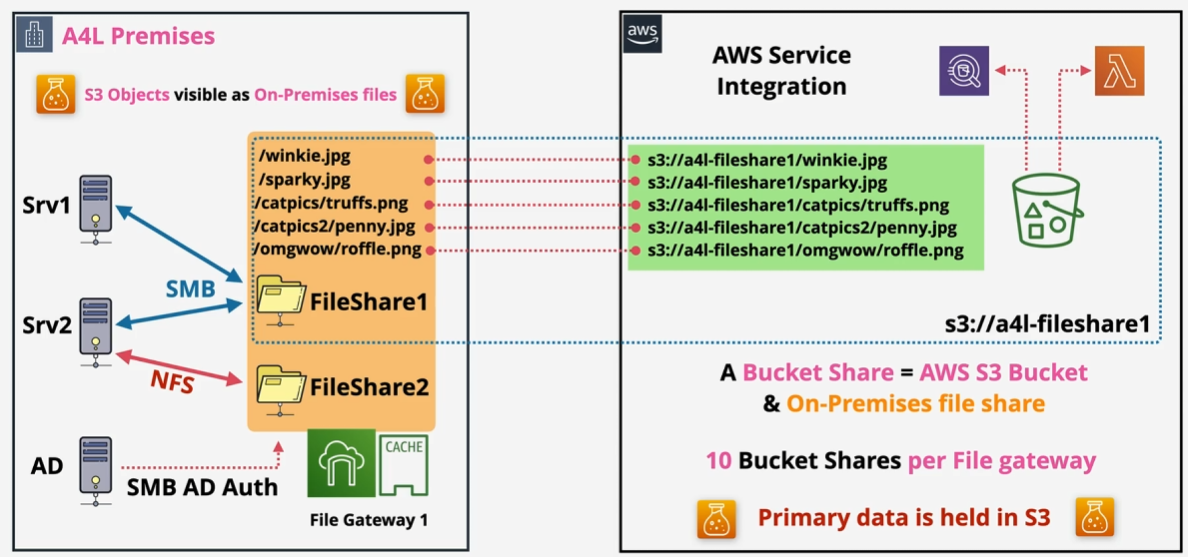 A4L Premises
S3 Objects visible as On-Premises files
/winkie.jpg
/sparky.jpg
/catpics/truffs.png
/catpics2/penny.jpg
/omgwow/roffle.png
Srv1
SMB
FileShare1
Srv2
NFS
FileShare2
AD
SMB AD Auth
CACHE
File Gateway 1
aws
AWS Service
Integration
s3://a4l-fileshare1/winkie.jpg
s3://a4l-fileshare1/sparky.jpg
s3://a4l-fileshare1/catpics/truffs.png
s3://a4l-fileshare1/catpics2/penny.jpg
s3://a4l-fileshare1/omgwow/roffle.png
s3://a4l-fileshare1
A Bucket Share = AWS S3 Bucket
& On-Premises file share
10 Bucket Shares per File gateway
Primary data is held in S3